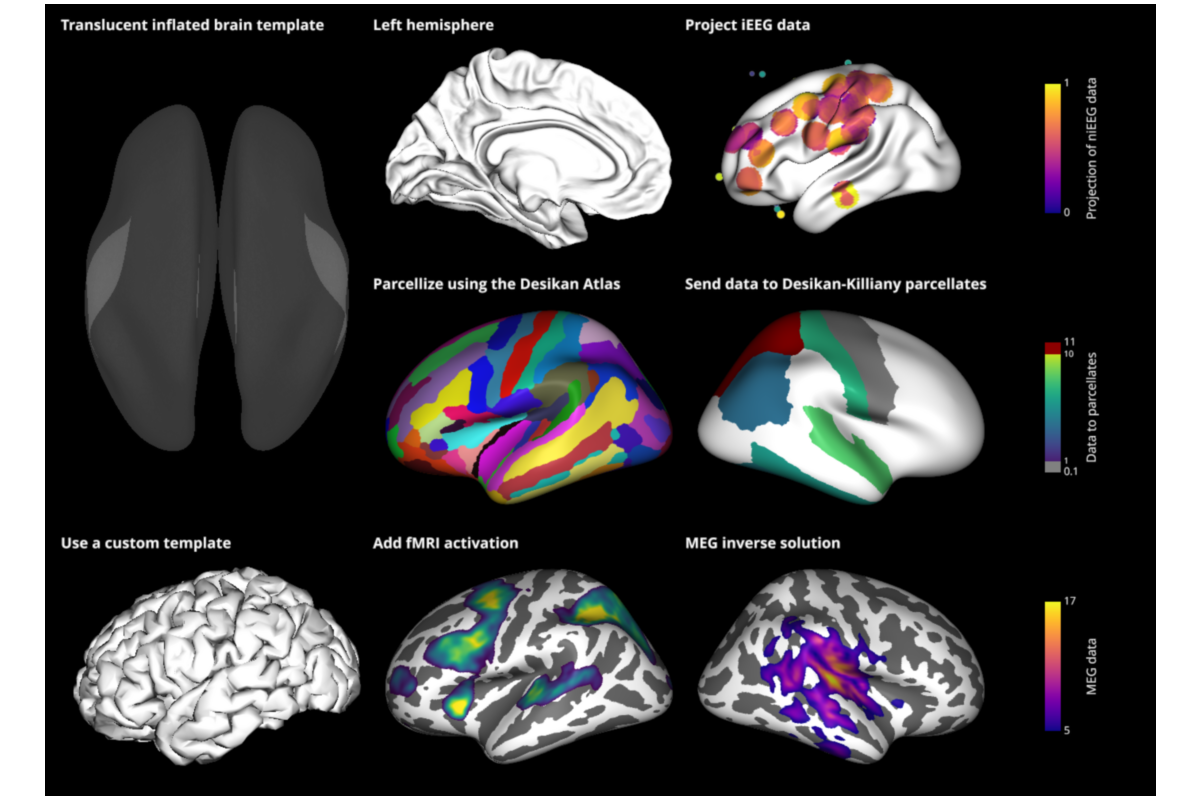 Translucent inflated brain template
Left hemisphere
Project iEEG data
1
0
Projection of niEEG data
Parcellize using the Desikan Atlas
Send data to Desikan-Killiany parcellates
11
10
1
0.1
Data to parcellates
Use a custom template
Add fMRI activation
MEG inverse solution
17
5
MEG data